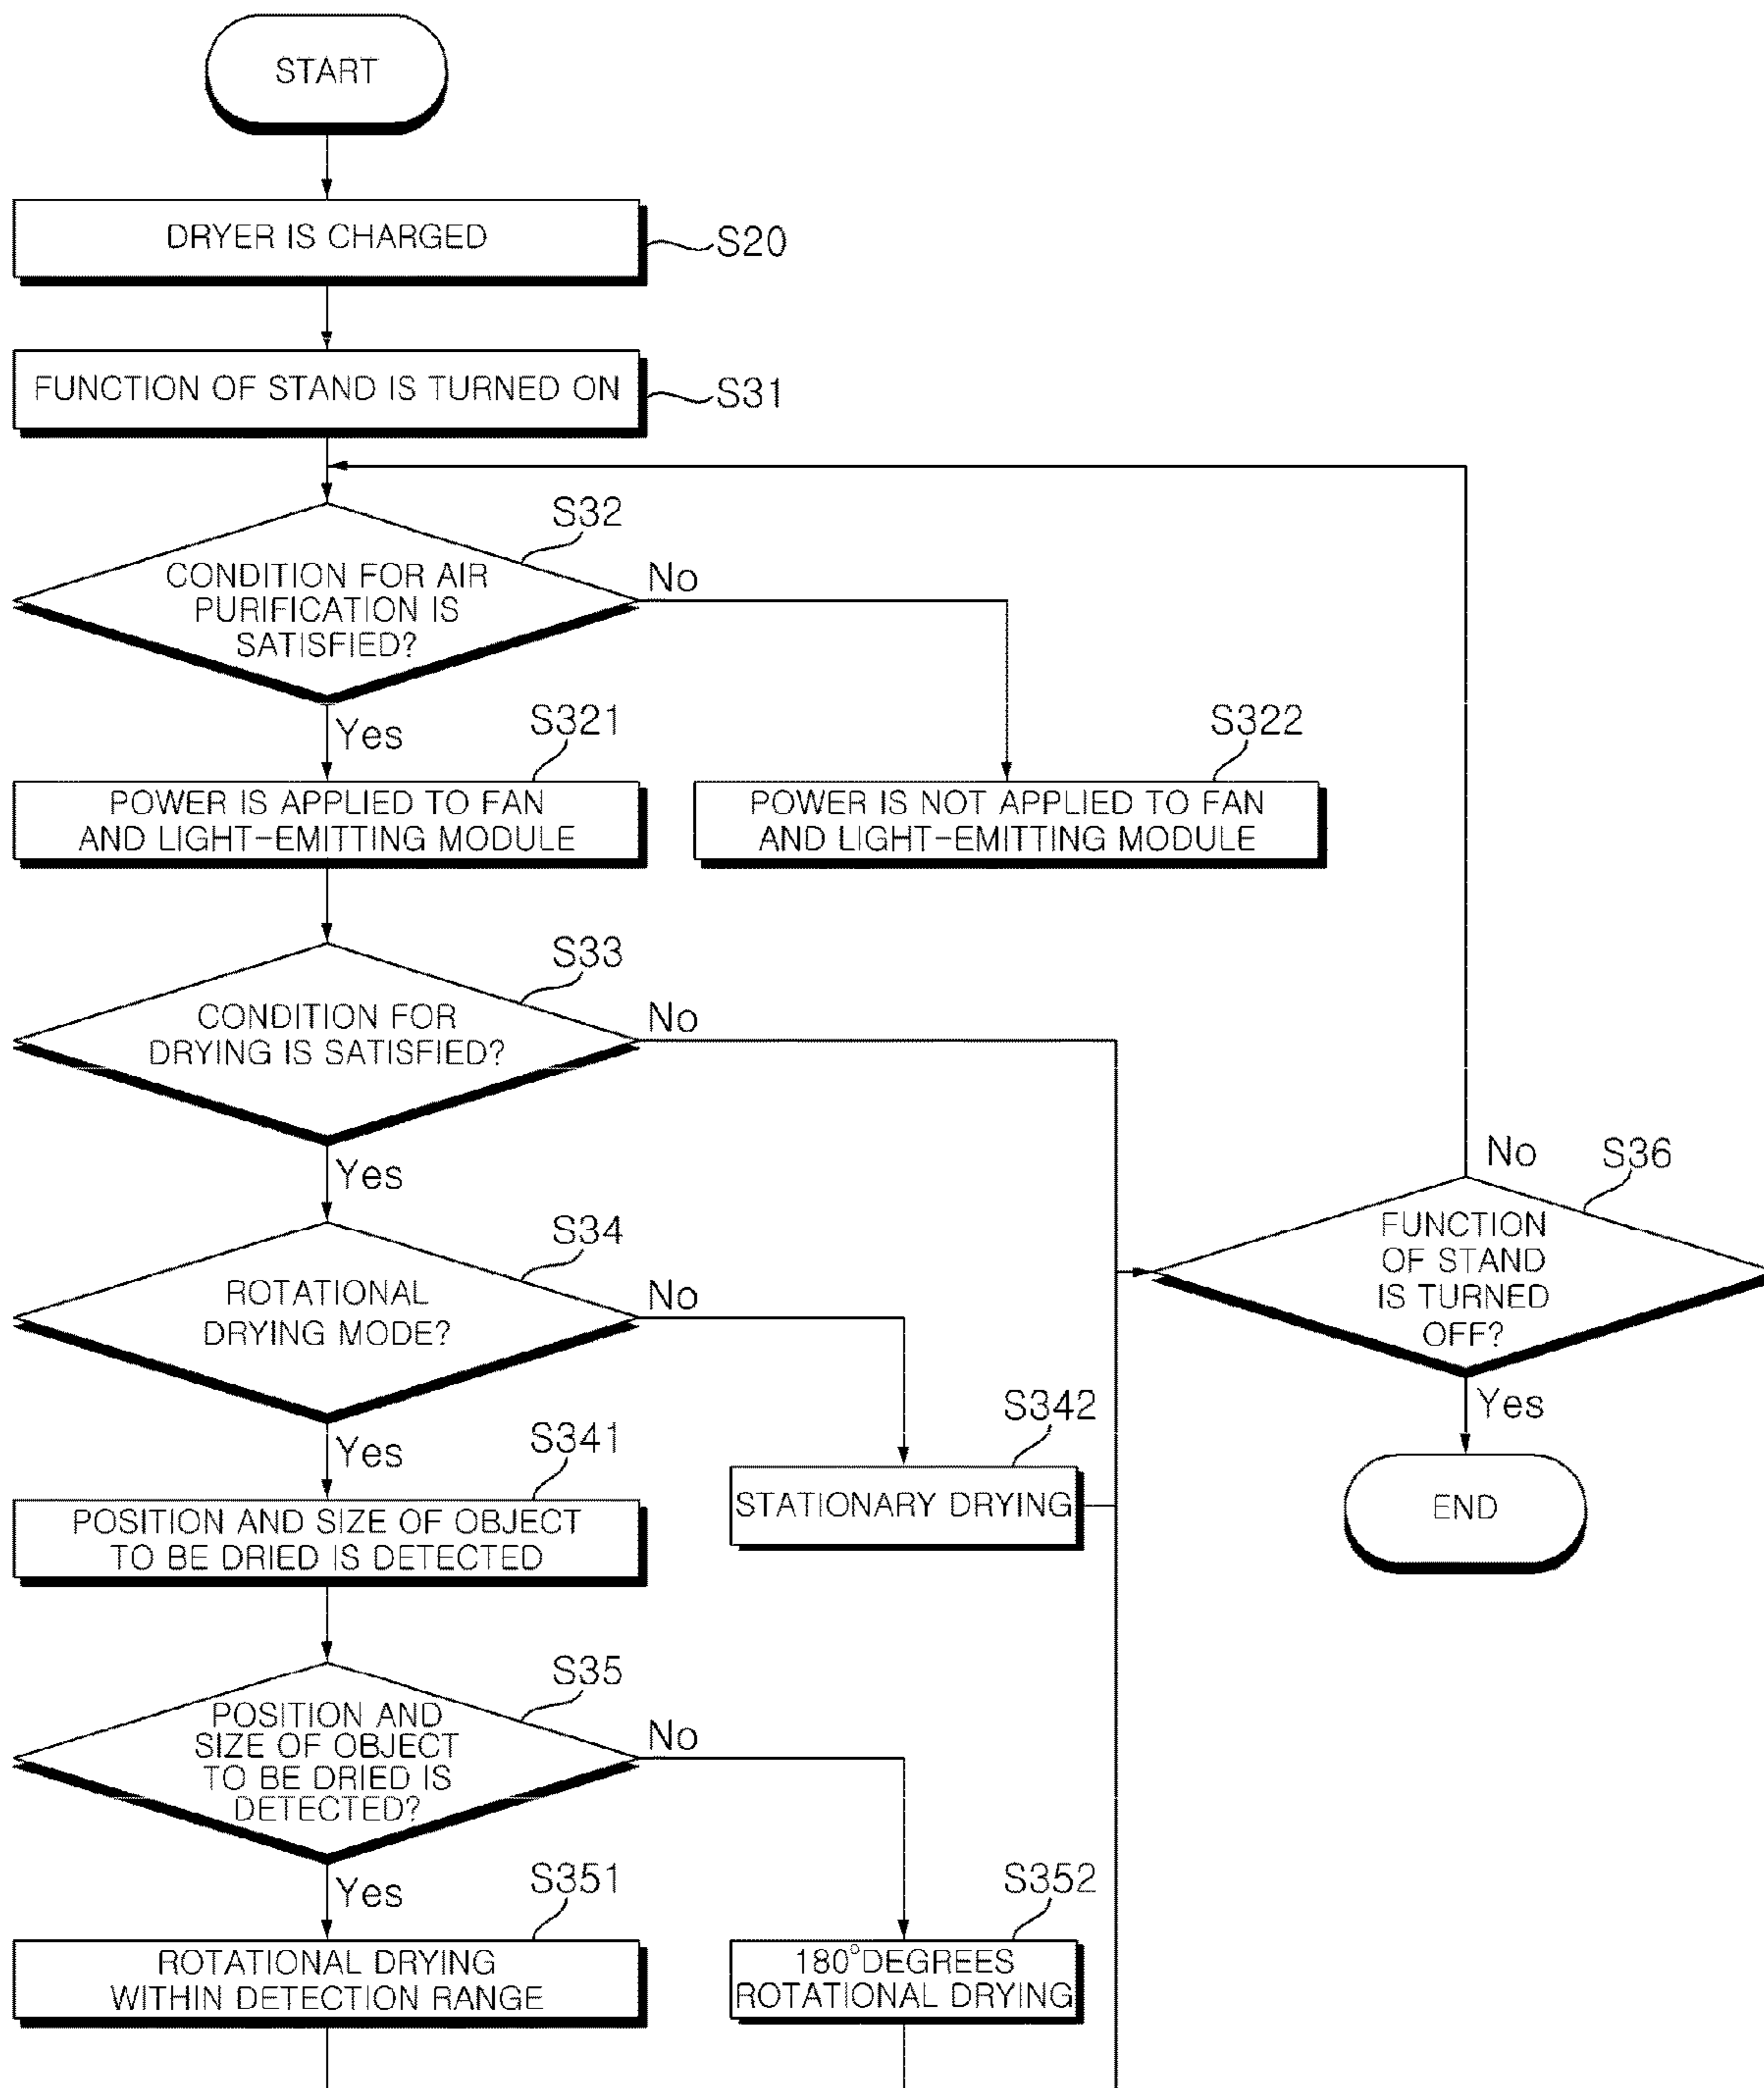 START
DRYER IS CHARGED
S20
FUNCTION OF STAND IS TURNED ON
S31
S32
CONDITION FOR AIR
PURIFICATION IS
SATISFIED?
No
Yes
S321
POWER IS APPLIED TO FAN
AND LIGHT-EMITTING MODULE
S322
POWER IS NOT APPLIED TO FAN
AND LIGHT-EMITTING MODULE
S33
CONDITION FOR
DRYING IS SATISFIED?
No
Yes
S34
ROTATIONAL
DRYING MODE?
No
Yes
S341
POSITION AND SIZE OF OBJECT
TO BE DRIED IS DETECTED
S342
STATIONARY DRYING
S35
POSITION AND
SIZE OF OBJECT
TO BE DRIED IS
DETECTED?
No
Yes
S351
ROTATIONAL DRYING
WITHIN DETECTION RANGE
S352
180°DEGREES
ROTATIONAL DRYING
No
S36
FUNCTION
OF STAND
IS TURNED
OFF?
Yes
END